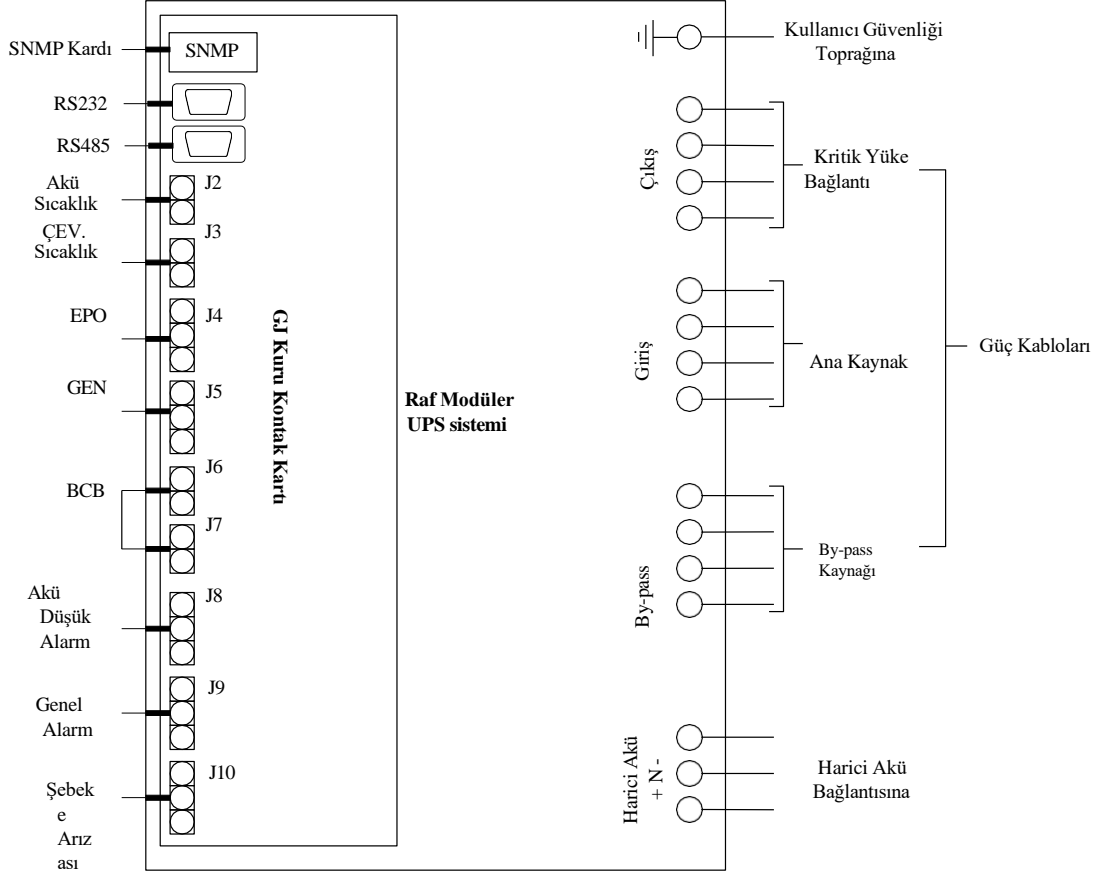 SNMP Kardı
SNMP
RS232
RS485
Akü
Sıcaklık
J2
ÇEV.
Sıcaklık
J3
EPO
J4
GEN
J5
BCB
J6
J7
Akü
Düşük
Alarm
J8
Genel
Alarm
J9
Şebek
e
Arız
ası
J10
GJ Kuru Kontak Kartı
Raf Modüler
UPS sistemi
Kullanıcı Güvenliği
Toprağına
Çıkış
Kritik Yüke
Bağlantı
Giriş
Ana Kaynak
Güç Kabloları
By-pass
By-pass
Kaynağı
Harici Akü
+ N -
Harici Akü
Bağlantısına